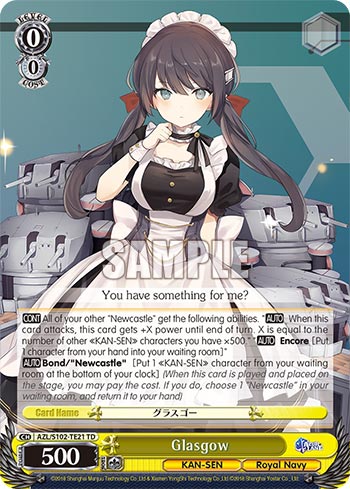 LEVEL
0
0
COST
SAMPLE
You have something for me?
CONT All of your other "Newcastle" get the following abilities. "AUTO When this
card attacks, this card gets +X power until end of turn. X is equal to the
number of other «KAN-SEN» characters you have ×500." "AUTO Encore [Put
1 character from your hand into your waiting room]"
AUTO Bond/"Newcastle" [Put 1 «KAN-SEN» character from your waiting
room at the bottom of your clock] (When this card is played and placed on
the stage, you may pay the cost. If you do, choose 1 "Newcastle" in your
waiting room, and return it to your hand)
Card Name グラスゴー
AZL/S102-TE21 TD
Glasgow
500
KAN-SEN Royal Navy